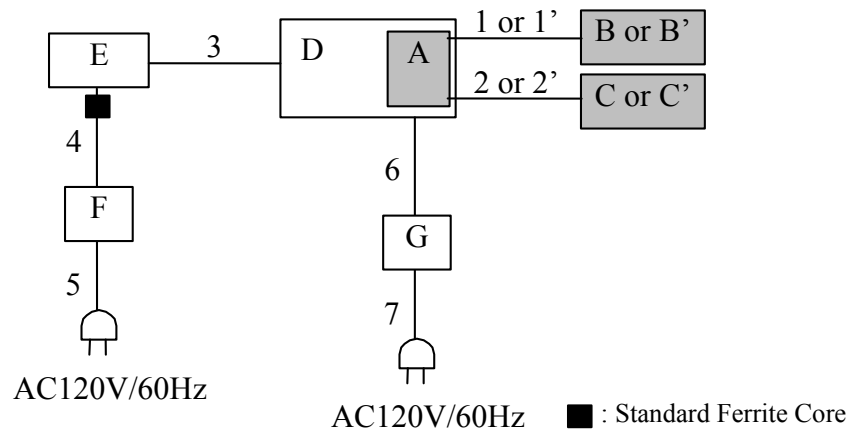 1 or 1’
B or B’
E
3
D
A
2 or 2’
C or C’
4
6
F
G
5
7
AC120V/60Hz
AC120V/60Hz
: Standard Ferrite Core